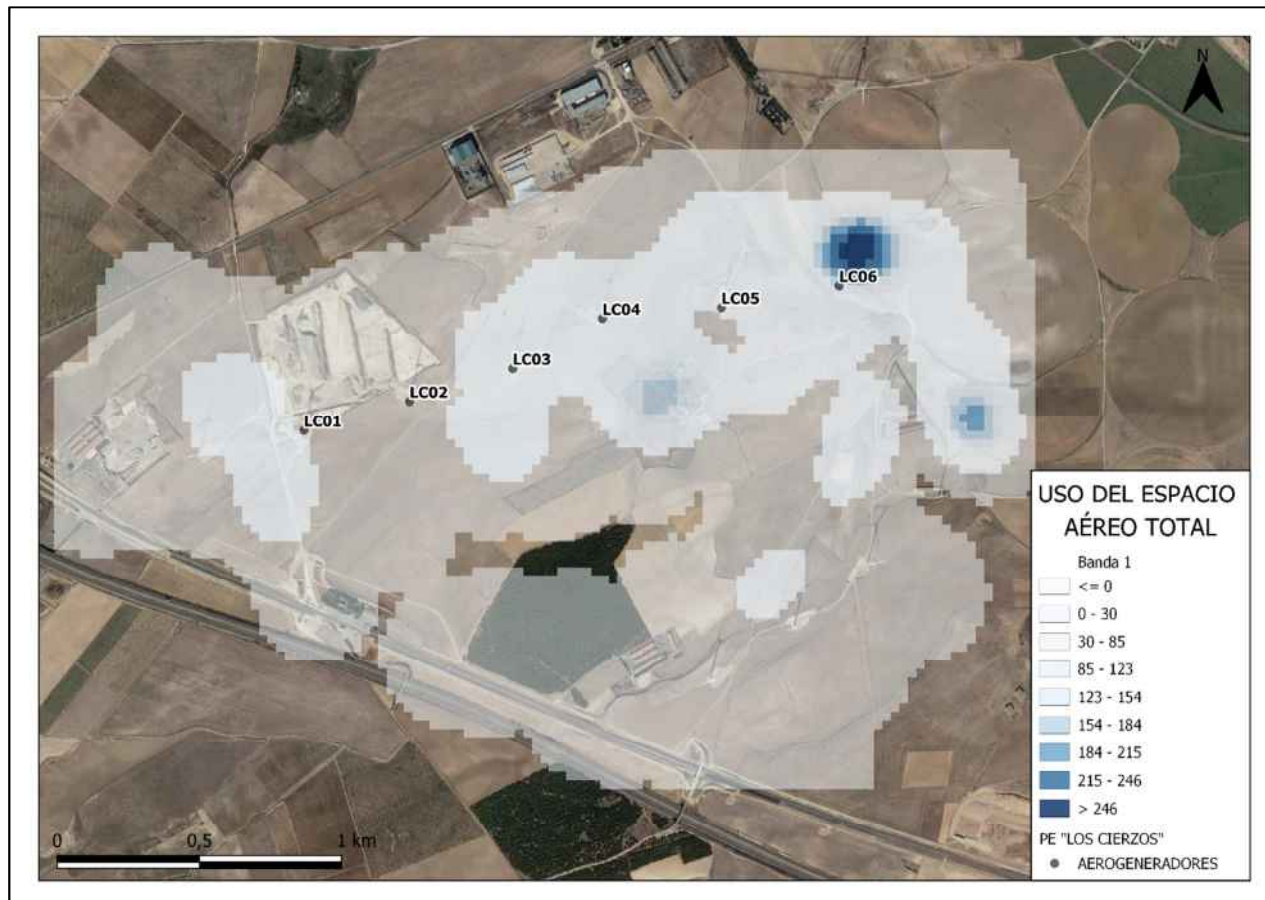 N
LC06
LC05
LC04
LC03
LC02
LC01
USO DEL ESPACIO
AÉREO TOTAL
Banda 1
<= 0
0 - 30
30 - 85
85 - 123
123 - 154
154 - 184
184 - 215
215 - 246
> 246
PE "LOS CIERZOS"
AEROGENERADORES
0 0,5 1 km